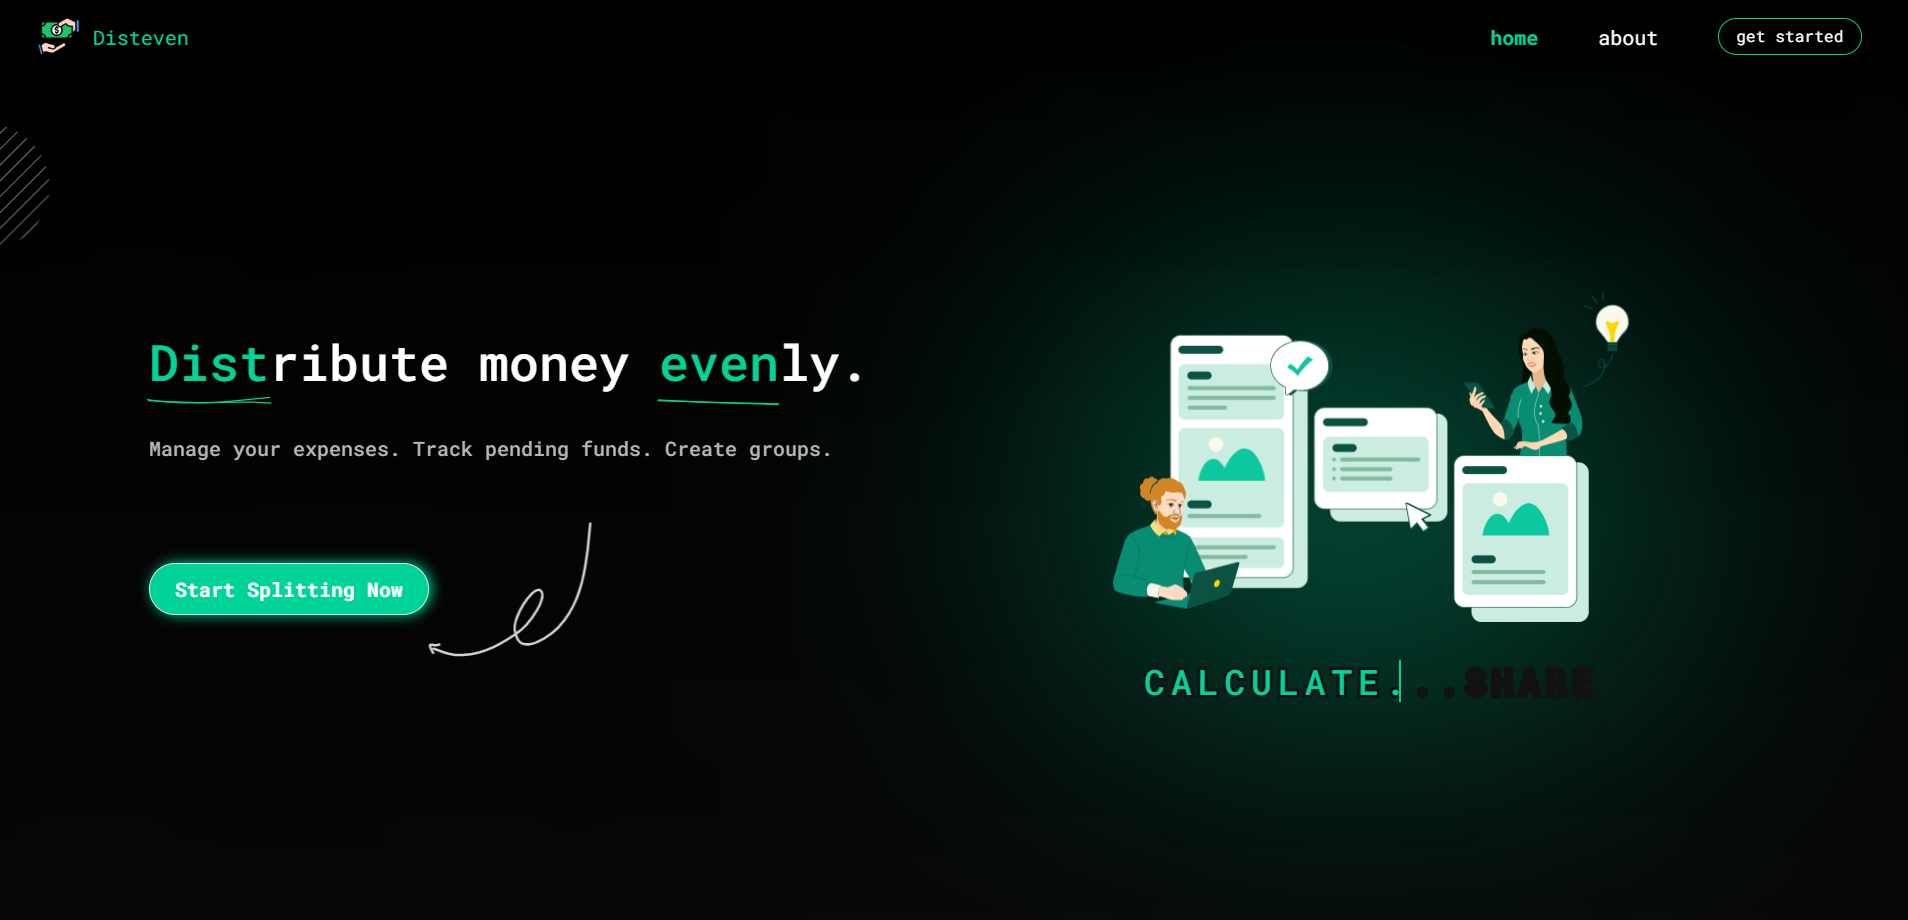 Disteven
home
about
get started
Distribute money evenly.
Manage your expenses. Track pending funds. Create groups.
Start Splitting Now
CALCULATE...SHARE